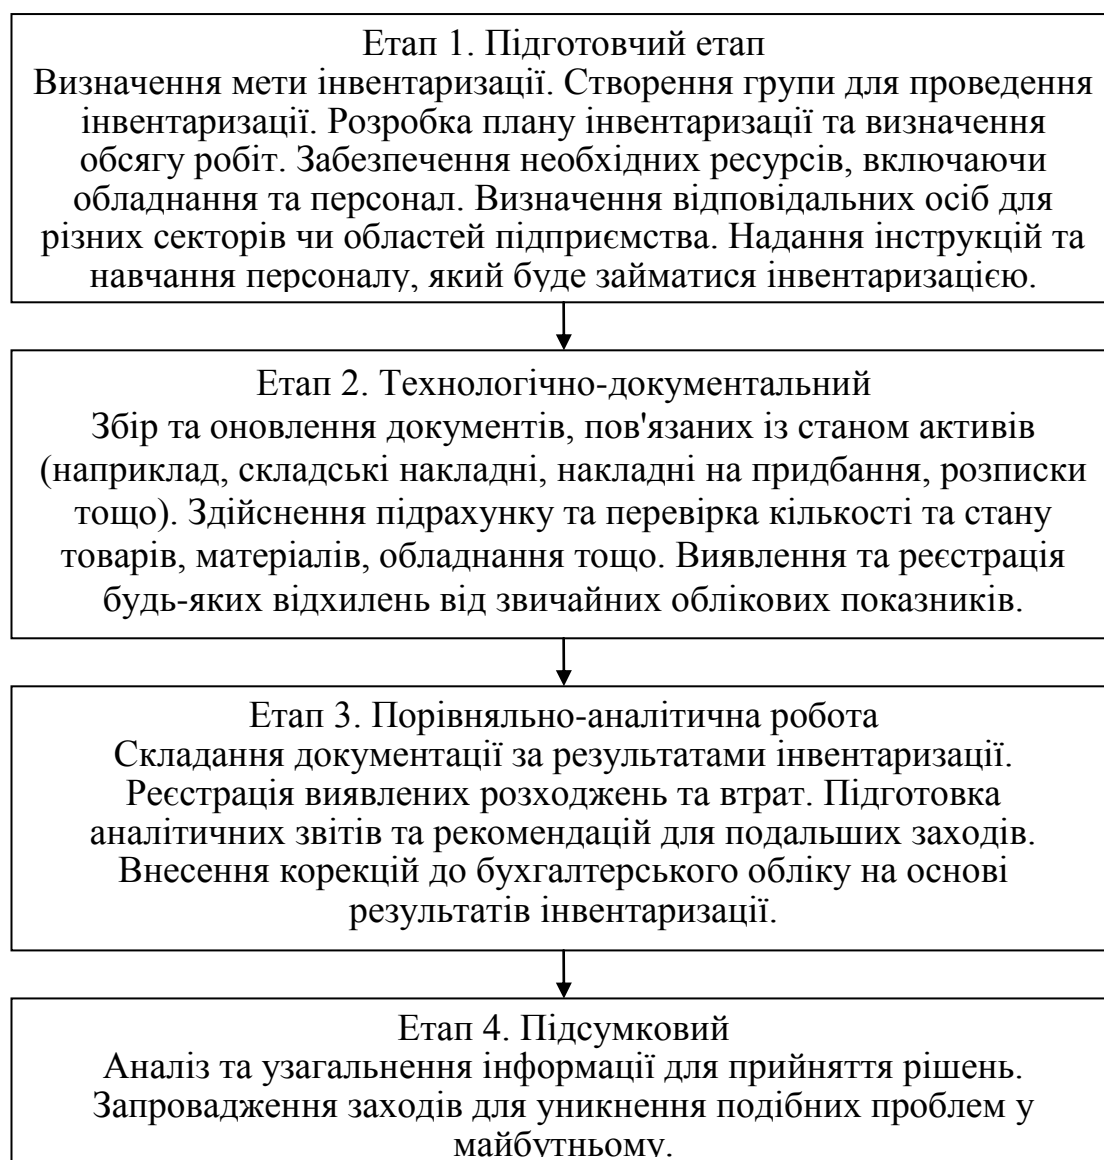 Етап 1. Підготовчий етап
Визначення мети інвентаризації. Створення групи для проведення
інвентаризації. Розробка плану інвентаризації та визначення
обсягу робіт. Забезпечення необхідних ресурсів, включаючи
обладнання та персонал. Визначення відповідальних осіб для
різних секторів чи областей підприємства. Надання інструкцій та
навчання персоналу, який буде займатися інвентаризацією.
Етап 2. Технологічно-документальний
Збір та оновлення документів, пов'язаних із станом активів
(наприклад, складські накладні, накладні на придбання, розписки
тощо). Здійснення підрахунку та перевірка кількості та стану
товарів, матеріалів, обладнання тощо. Виявлення та реєстрація
будь-яких відхилень від звичайних облікових показників.
Етап 3. Порівняльно-аналітична робота
Складання документації за результатами інвентаризації.
Реєстрація виявлених розходжень та втрат. Підготовка
аналітичних звітів та рекомендацій для подальших заходів.
Внесення корекцій до бухгалтерського обліку на основі
результатів інвентаризації.
Етап 4. Підсумковий
Аналіз та узагальнення інформації для прийняття рішень.
Запровадження заходів для уникнення подібних проблем у
майбутньому.